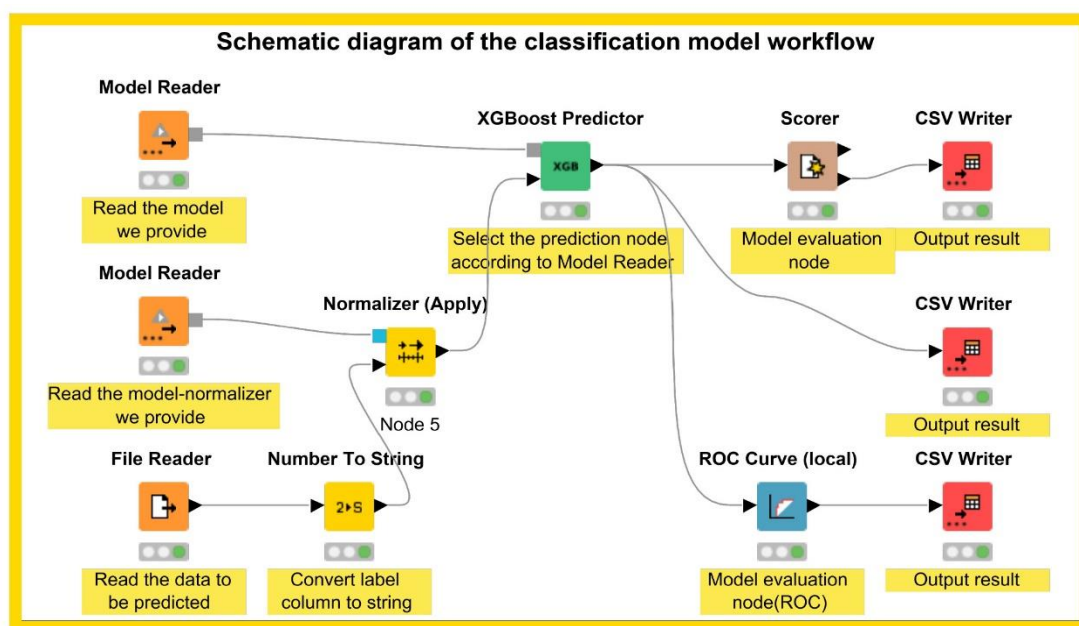 Schematic diagram of the classification model workflow
Model Reader
Read the model
we provide
XGBoost Predictor
XGB
Select the prediction node
according to Model Reader
Scorer
Model evaluation
node
CSV Writer
Output result
Model Reader
Read the model-normalizer
we provide
Normalizer (Apply)
Node 5
CSV Writer
Output result
File Reader
Read the data to
be predicted
Number To String
2▸S
Convert label
column to string
ROC Curve (local)
Model evaluation
node(ROC)
CSV Writer
Output result